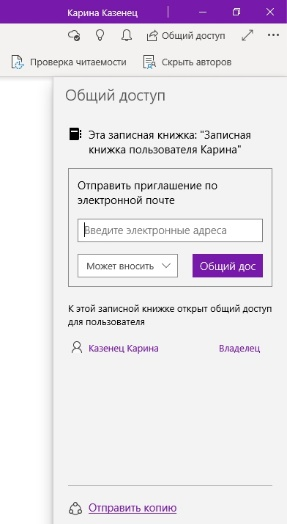 Карина Казенец
Общий доступ
Проверка читаемости
Скрыть авторов
Общий доступ
Эта записная книжка: "Записная
книжка пользователя Карина"
Отправить приглашение по
электронной почте
Введите электронные адреса
Может вносить
Общий дос
К этой записной книжке открыт общий доступ
для пользователя
Казенец Карина
Владелец
Отправить копию